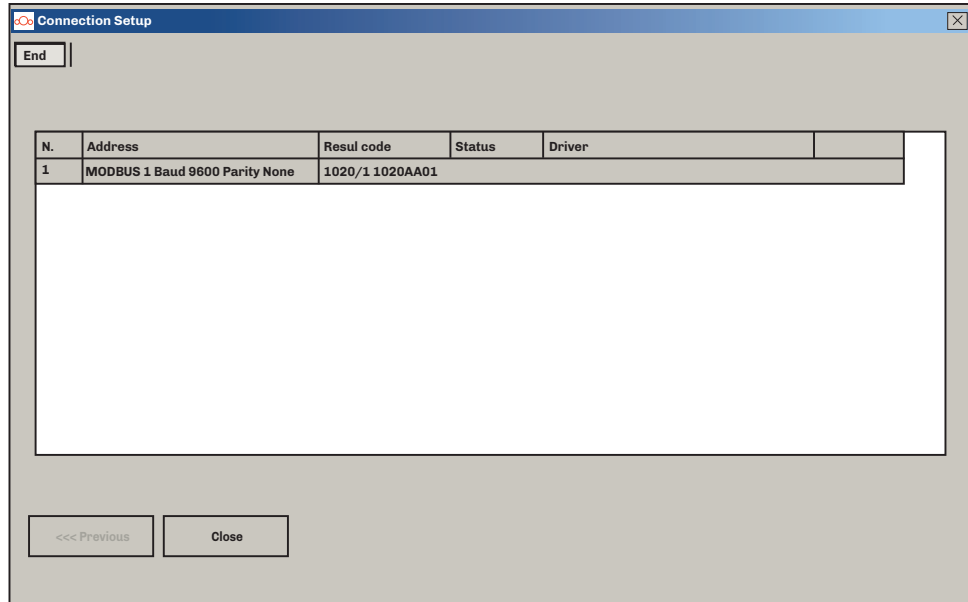 Connection Setup
End
N. Address Resul code Status Driver
1 MODBUS 1 Baud 9600 Parity None 1020/1 1020AA01
<<< Previous Close